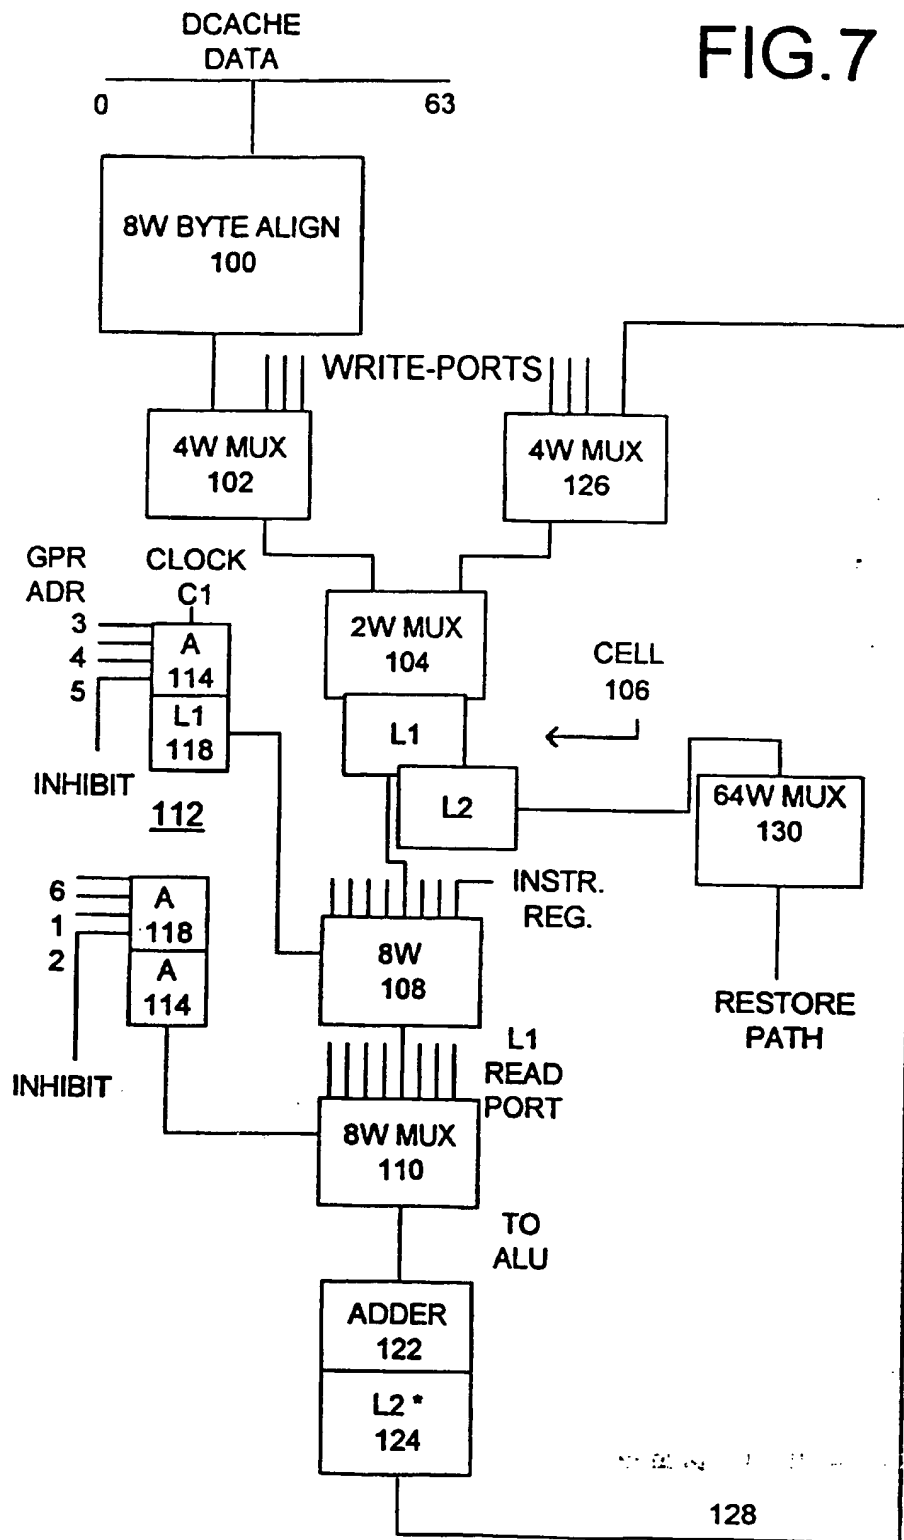 DCACHE
DATA
FIG.7
0
63
8W BYTE ALIGN
100
WRITE-PORTS
4W MUX
102
4W MUX
126
GPR
ADR
CLOCK
C1
3
4
5
A
114
L1
118
INHIBIT
112
2W MUX
104
L1
L2
CELL
106
64W MUX
130
6
1
2
A
118
A
114
INHIBIT
INSTR.
REG.
8W
108
RESTORE
PATH
L1
READ
PORT
8W MUX
110
TO
ALU
ADDER
122
L2 *
124
128